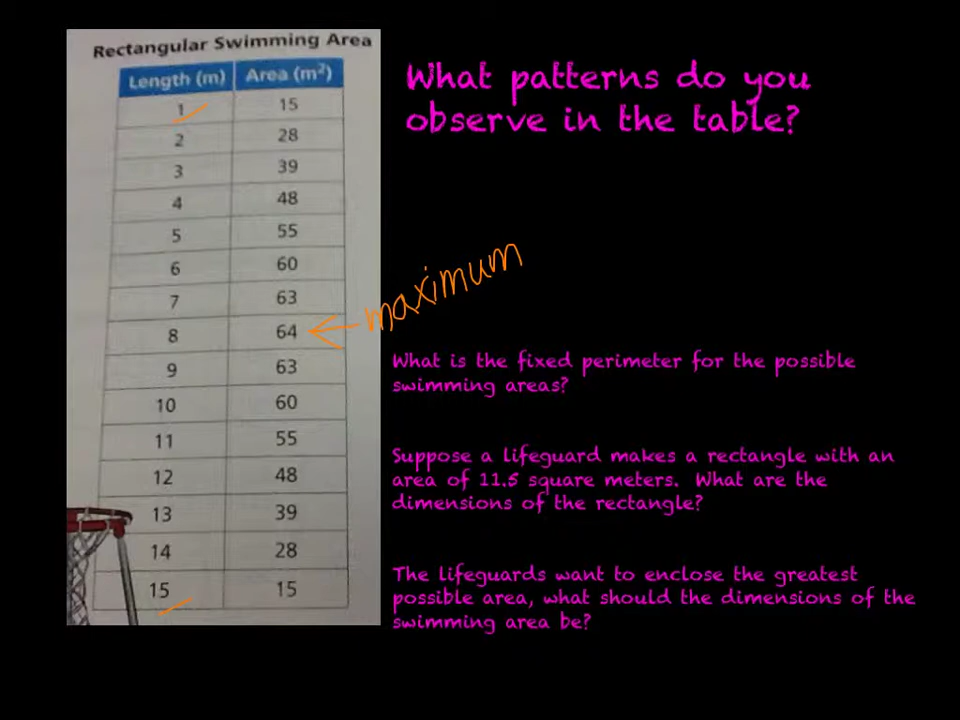 Rectangular Swimming Area
Length (m) Area (m²)
1 15
2 28
3 39
4 48
5 55
6 60
7 63
8 64
9 63
10 60
11 55
12 48
13 39
14 28
15 15
What patterns do you
observe in the table?
maximum
What is the fixed perimeter for the possible
swimming areas?
Suppose a lifeguard makes a rectangle with an
area of 11.5 square meters. What are the
dimensions of the rectangle?
The lifeguards want to enclose the greatest
possible area, what should the dimensions of the
swimming area be?